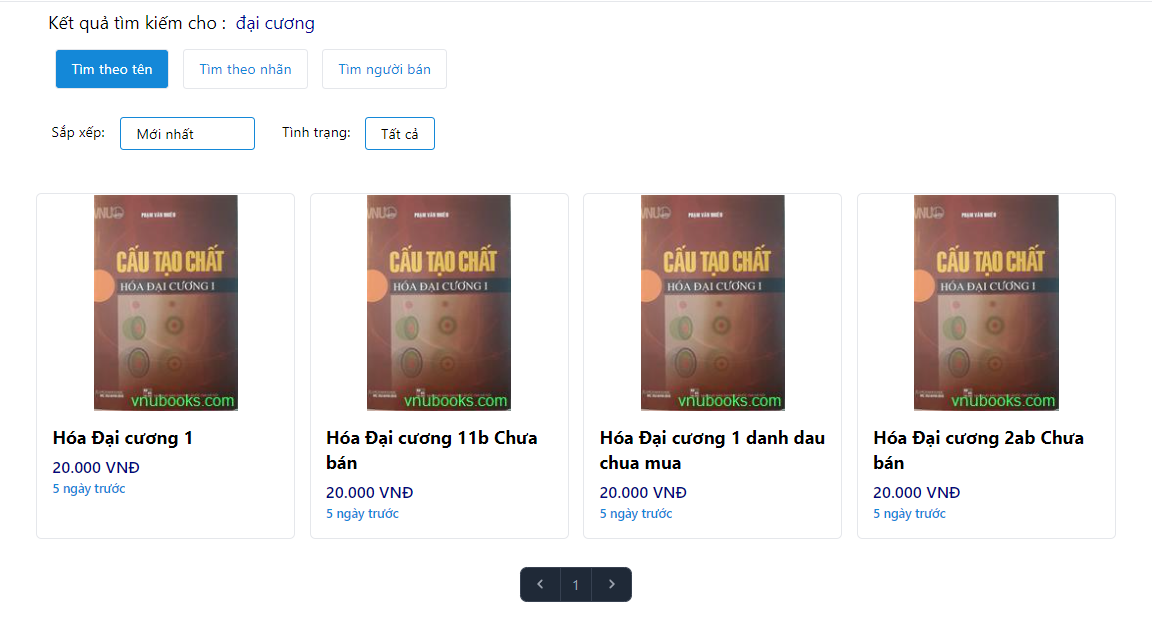 Kết quả tìm kiếm cho : đại cương
Tìm theo tên Tìm theo nhãn Tìm người bán
Sắp xếp: Mới nhất Tình trạng: Tất cả
VNU
PHẠM VĂN NHIÊU
CẤU TẠO CHẤT
HÓA ĐẠI CƯƠNG 1
vnubooks.com
Hóa Đại cương 1
20.000 VNĐ
5 ngày trước
VNU
PHẠM VĂN NHIÊU
CẤU TẠO CHẤT
HÓA ĐẠI CƯƠNG 1
vnubooks.com
Hóa Đại cương 11b Chưa
bán
20.000 VNĐ
5 ngày trước
VNU
PHẠM VĂN NHIÊU
CẤU TẠO CHẤT
HÓA ĐẠI CƯƠNG 1
vnubooks.com
Hóa Đại cương 1 danh dau
chua mua
20.000 VNĐ
5 ngày trước
VNU
PHẠM VĂN NHIÊU
CẤU TẠO CHẤT
HÓA ĐẠI CƯƠNG 1
vnubooks.com
Hóa Đại cương 2ab Chưa
bán
20.000 VNĐ
5 ngày trước
1